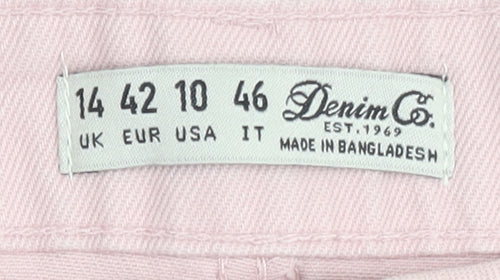 14 42 10 46 Denim Co.
UK EUR USA IT EST. 1969
MADE IN BANGLADESH